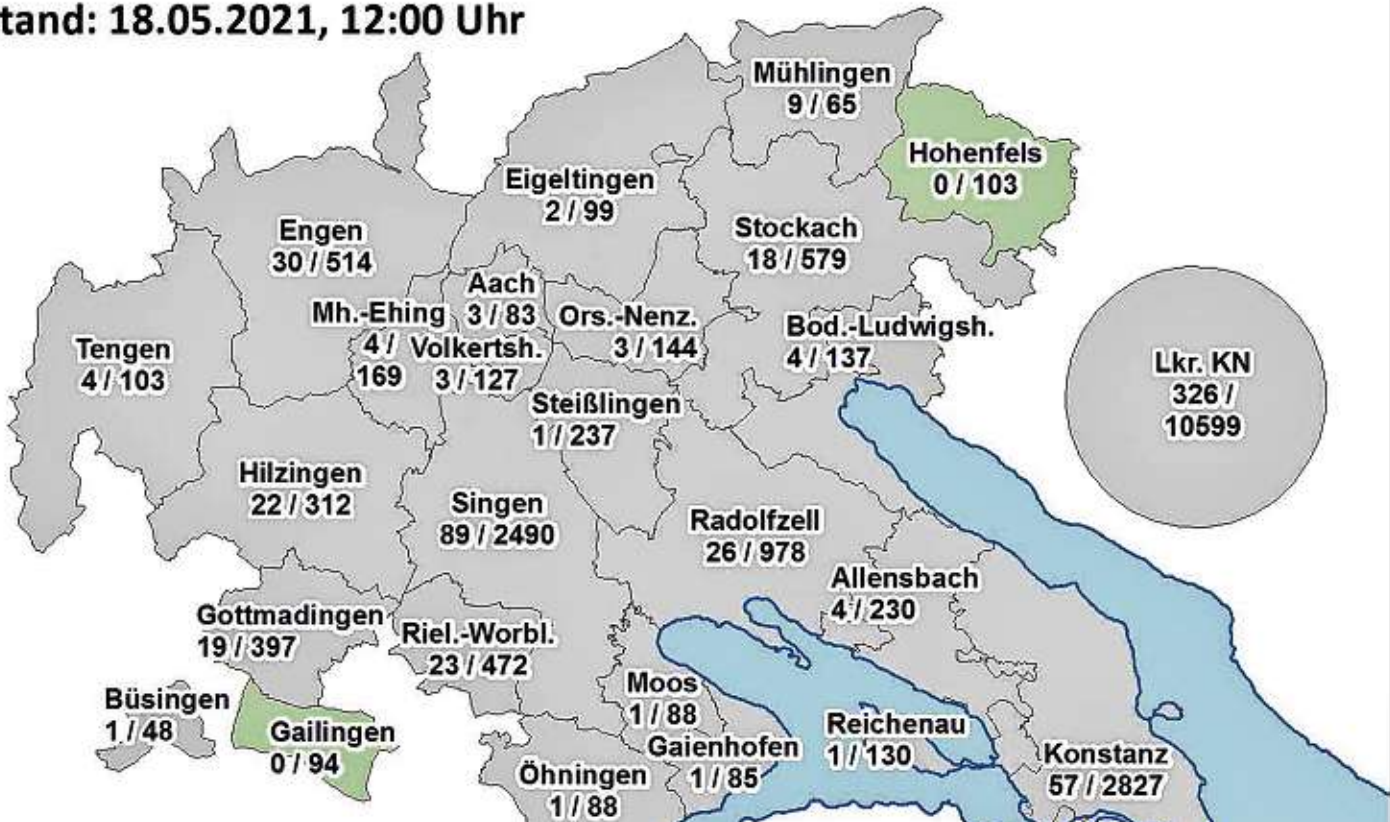 tand: 18.05.2021, 12:00 Uhr
Mühlingen
9 / 65
Hohenfels
0 / 103
Eigeltingen
2 / 99
Stockach
18 / 579
Engen
30 / 514
Aach
3 / 83
Mh.-Ehing
4 /
169
Volkertsh.
3 / 127
Ors.-Nenz.
3 / 144
Bod.-Ludwigsh.
4 / 137
Tengen
4 / 103
Lkr. KN
326 /
10599
Steißlingen
1 / 237
Hilzingen
22 / 312
Singen
89 / 2490
Radolfzell
26 / 978
Allensbach
4 / 230
Gottmadingen
19 / 397
Riel.-Worbl.
23 / 472
Büsingen
1 / 48
Gailingen
0 / 94
Moos
1 / 88
Gaienhofen
1 / 85
Reichenau
1 / 130
Konstanz
57 / 2827
Öhningen
1 / 88